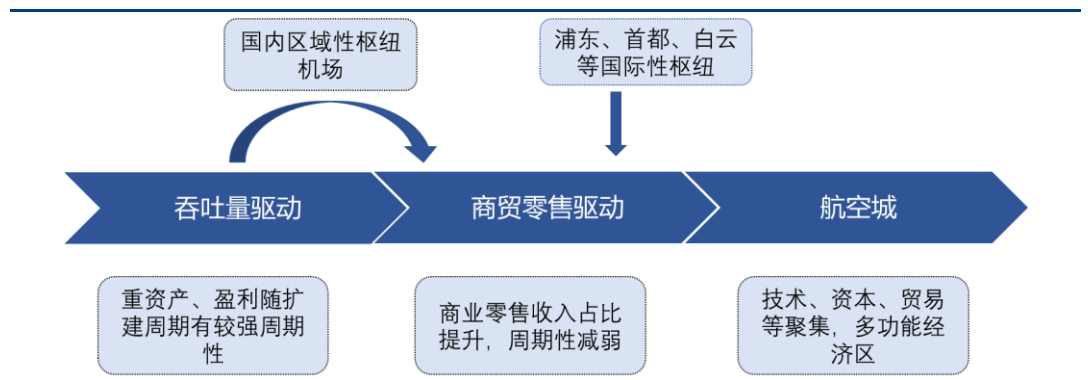 国内区域性枢纽
机场
浦东、首都、白云
等国际性枢纽
吞吐量驱动
商贸零售驱动
航空城
重资产、盈利随扩
建周期有较强周期
性
商业零售收入占比
提升，周期性减弱
技术、资本、贸易
等聚集，多功能经
济区